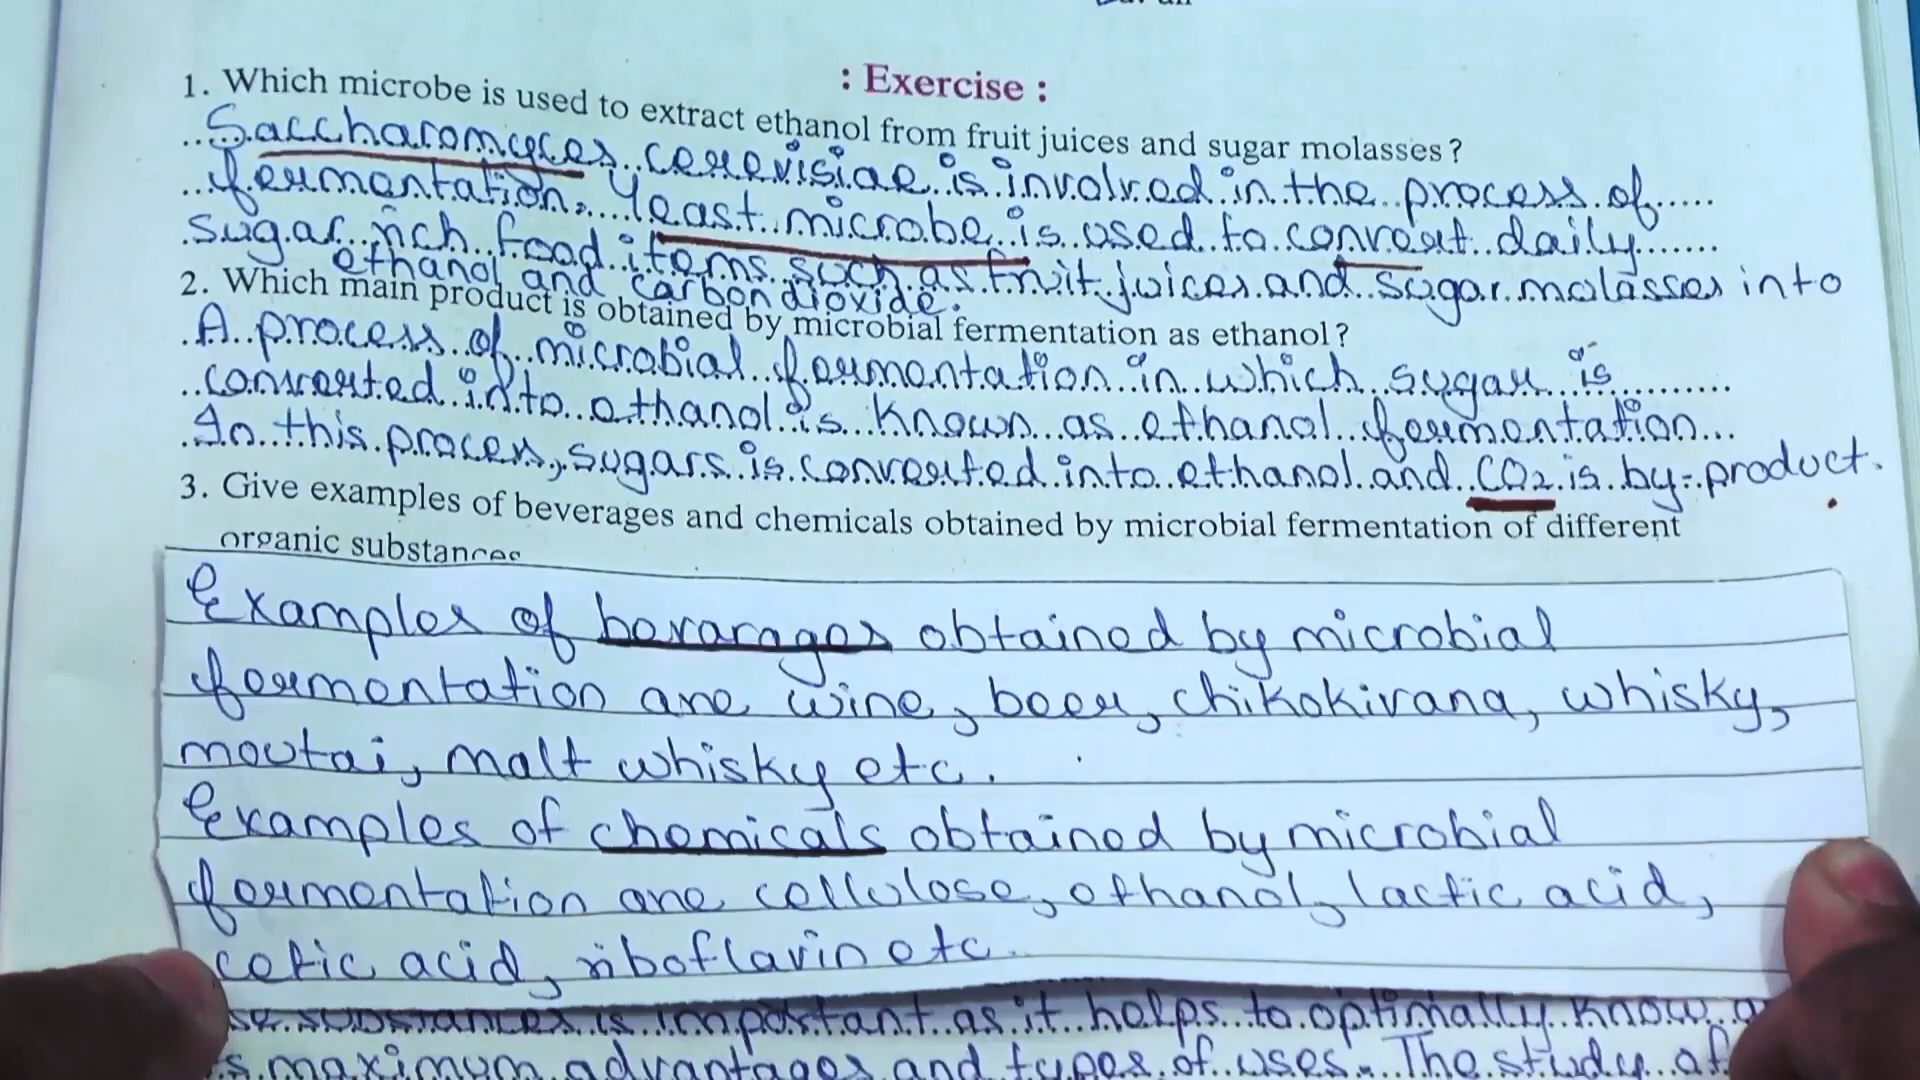 : Exercise :
1. Which microbe is used to extract ethanol from fruit juices and sugar molasses?
Saccharomyces cerevisiae is involved in the process of
fermentation. Yeast microbe is used to convert daily
sugar rich food items such as fruit juices and sugar molasses into
ethanol and carbon dioxide.
2. Which main product is obtained by microbial fermentation as ethanol?
A process of microbial fermentation in which sugar is
converted into ethanol is known as ethanol fermentation
In this process, sugars is converted into ethanol and CO2 is by-product.
3. Give examples of beverages and chemicals obtained by microbial fermentation of different
organic substances
Examples of bevarages obtained by microbial
fermentation are wine, beer, chikokivana, whisky,
moutai, malt whisky etc.
Examples of chemicals obtained by microbial
fermentation are cellulose, ethanol, lactic acid,
cetic acid, riboflavin etc.
substances is important as it helps to optimally know
maximum advantages and types of uses. The study of